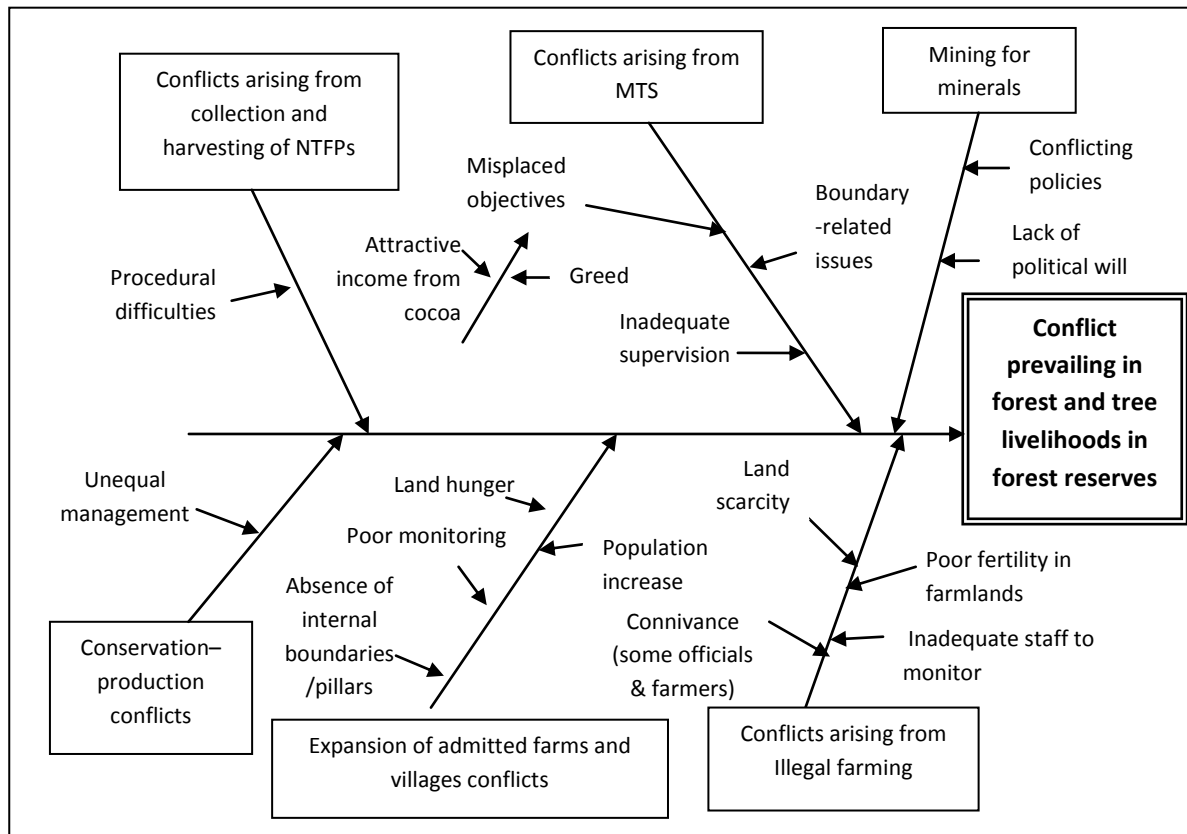 Conflicts arising from
collection and
harvesting of NTFPs
Conflicts arising from
MTS
Mining for
minerals
Procedural
difficulties
Attractive
income from
cocoa
Greed
Misplaced
objectives
Boundary
-related
issues
Inadequate
supervision
Conflicting
policies
Lack of
political will
Conflict
prevailing in
forest and tree
livelihoods in
forest reserves
Unequal
management
Conservation–
production
conflicts
Land hunger
Poor monitoring
Absence of
internal
boundaries
/pillars
Population
increase
Expansion of admitted farms and
villages conflicts
Land
scarcity
Poor fertility in
farmlands
Connivance
(some officials
& farmers)
Inadequate staff to
monitor
Conflicts arising from
Illegal farming